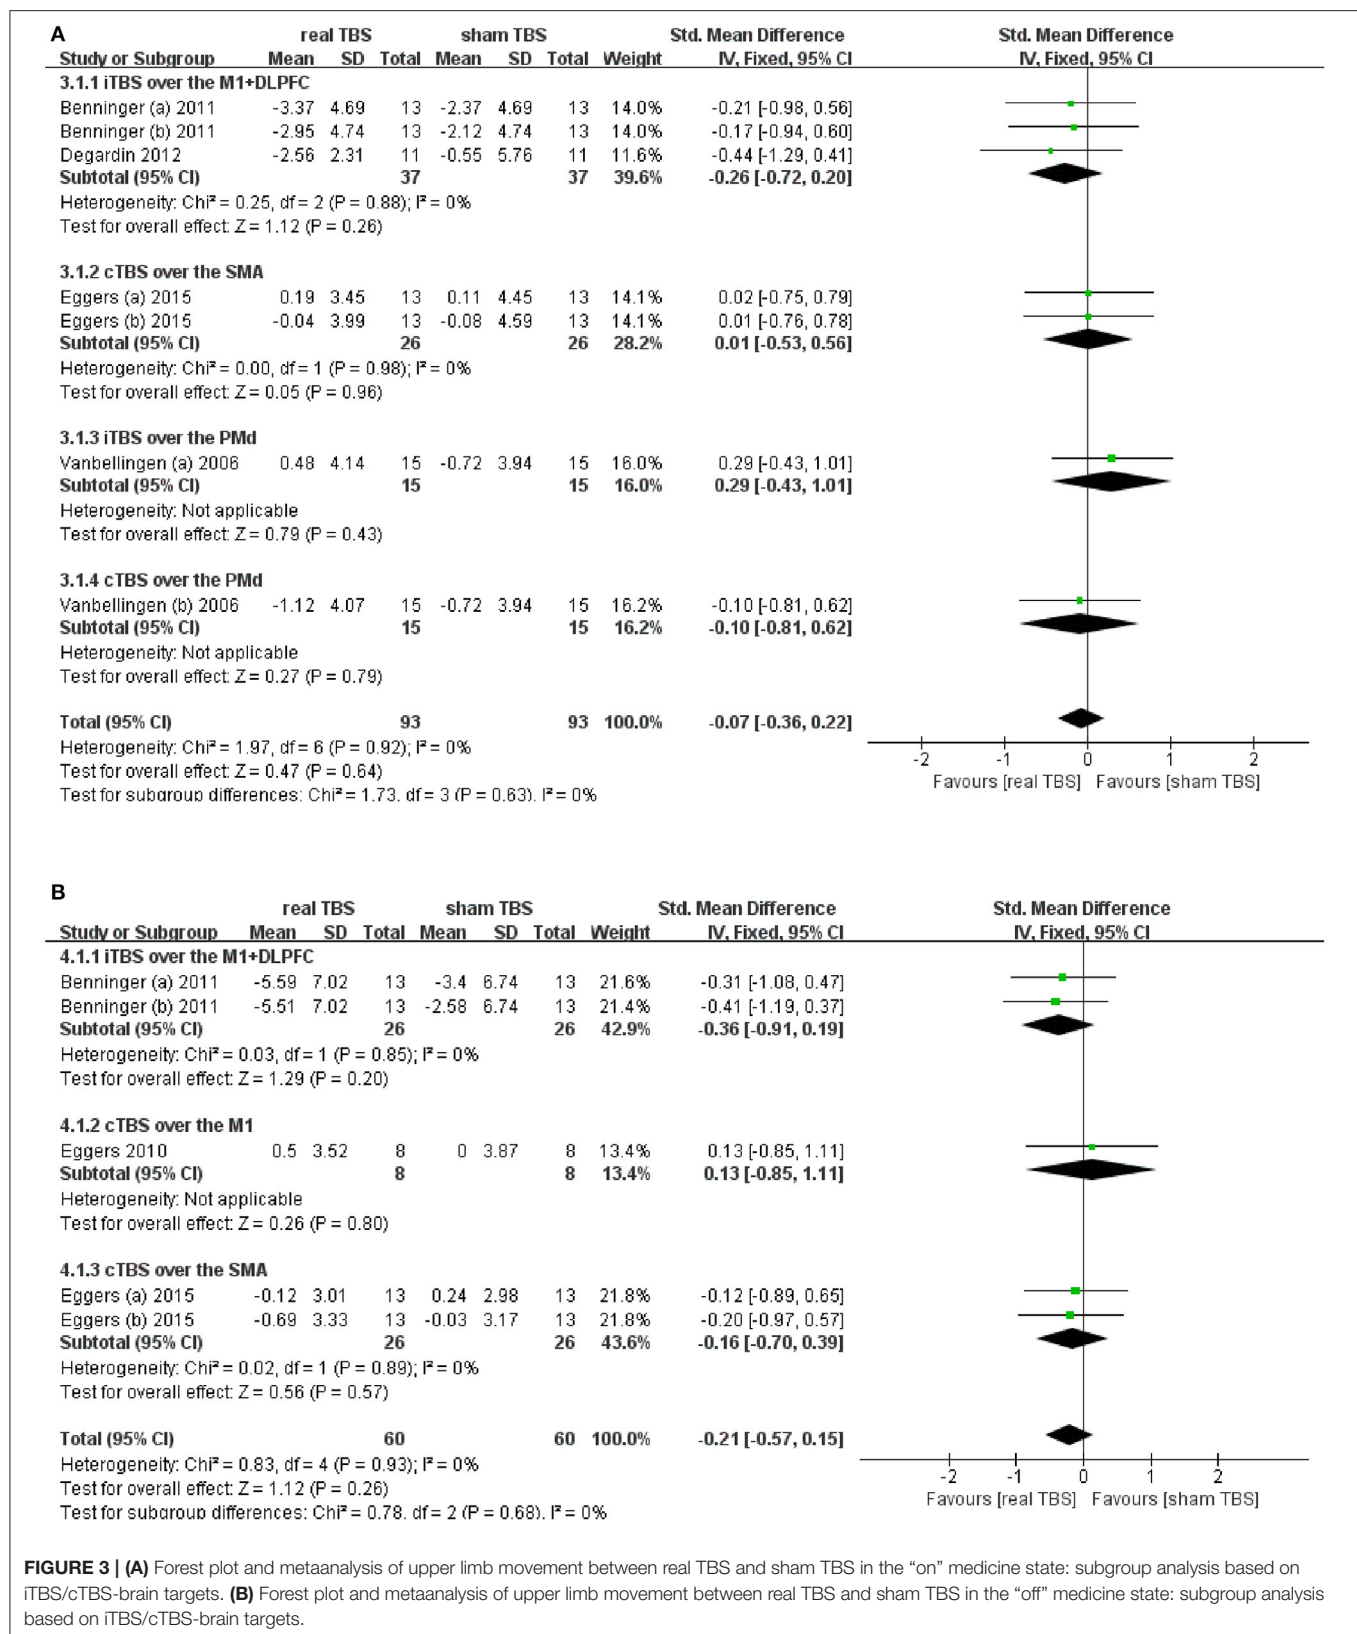 A
real TBS sham TBS Std. Mean Difference Std. Mean Difference
Study or Subgroup Mean SD Total Mean SD Total Weight IV, Fixed, 95% CI IV, Fixed, 95% CI
3.1.1 iTBS over the M1+DLPFC
Benninger (a) 2011 -3.37 4.69 13 -2.37 4.69 13 14.0% -0.21 [-0.98, 0.56]
Benninger (b) 2011 -2.95 4.74 13 -2.12 4.74 13 14.0% -0.17 [-0.94, 0.60]
Degardin 2012 -2.56 2.31 11 -0.55 5.76 11 11.6% -0.44 [-1.29, 0.41]
Subtotal (95% CI) 37 37 39.6% -0.26 [-0.72, 0.20]
Heterogeneity: Chi² = 0.25, df = 2 (P = 0.88); I² = 0%
Test for overall effect: Z = 1.12 (P = 0.26)
3.1.2 cTBS over the SMA
Eggers (a) 2015 0.19 3.45 13 0.11 4.45 13 14.1% 0.02 [-0.75, 0.79]
Eggers (b) 2015 -0.04 3.99 13 -0.08 4.59 13 14.1% 0.01 [-0.76, 0.78]
Subtotal (95% CI) 26 26 28.2% 0.01 [-0.53, 0.56]
Heterogeneity: Chi² = 0.00, df = 1 (P = 0.98); I² = 0%
Test for overall effect: Z = 0.05 (P = 0.96)
3.1.3 iTBS over the PMd
Vanbellingen (a) 2006 0.48 4.14 15 -0.72 3.94 15 16.0% 0.29 [-0.43, 1.01]
Subtotal (95% CI) 15 15 16.0% 0.29 [-0.43, 1.01]
Heterogeneity: Not applicable
Test for overall effect: Z = 0.79 (P = 0.43)
3.1.4 cTBS over the PMd
Vanbellingen (b) 2006 -1.12 4.07 15 -0.72 3.94 15 16.2% -0.10 [-0.81, 0.62]
Subtotal (95% CI) 15 15 16.2% -0.10 [-0.81, 0.62]
Heterogeneity: Not applicable
Test for overall effect: Z = 0.27 (P = 0.79)
Total (95% CI) 93 93 100.0% -0.07 [-0.36, 0.22]
Heterogeneity: Chi² = 1.97, df = 6 (P = 0.92); I² = 0%
Test for overall effect: Z = 0.47 (P = 0.64)
Test for subgroup differences: Chi² = 1.73, df = 3 (P = 0.63), I² = 0%
-2 -1 0 1 2
Favours [real TBS] Favours [sham TBS]
B
real TBS sham TBS Std. Mean Difference Std. Mean Difference
Study or Subgroup Mean SD Total Mean SD Total Weight IV, Fixed, 95% CI IV, Fixed, 95% CI
4.1.1 iTBS over the M1+DLPFC
Benninger (a) 2011 -5.59 7.02 13 -3.4 6.74 13 21.6% -0.31 [-1.08, 0.47]
Benninger (b) 2011 -5.51 7.02 13 -2.58 6.74 13 21.4% -0.41 [-1.19, 0.37]
Subtotal (95% CI) 26 26 42.9% -0.36 [-0.91, 0.19]
Heterogeneity: Chi² = 0.03, df = 1 (P = 0.85); I² = 0%
Test for overall effect: Z = 1.29 (P = 0.20)
4.1.2 cTBS over the M1
Eggers 2010 0.5 3.52 8 0 3.87 8 13.4% 0.13 [-0.85, 1.11]
Subtotal (95% CI) 8 8 13.4% 0.13 [-0.85, 1.11]
Heterogeneity: Not applicable
Test for overall effect: Z = 0.26 (P = 0.80)
4.1.3 cTBS over the SMA
Eggers (a) 2015 -0.12 3.01 13 0.24 2.98 13 21.8% -0.12 [-0.89, 0.65]
Eggers (b) 2015 -0.69 3.33 13 -0.03 3.17 13 21.8% -0.20 [-0.97, 0.57]
Subtotal (95% CI) 26 26 43.6% -0.16 [-0.70, 0.39]
Heterogeneity: Chi² = 0.02, df = 1 (P = 0.89); I² = 0%
Test for overall effect: Z = 0.56 (P = 0.57)
Total (95% CI) 60 60 100.0% -0.21 [-0.57, 0.15]
Heterogeneity: Chi² = 0.83, df = 4 (P = 0.93); I² = 0%
Test for overall effect: Z = 1.12 (P = 0.26)
Test for subgroup differences: Chi² = 0.78, df = 2 (P = 0.68), I² = 0%
-2 -1 0 1 2
Favours [real TBS] Favours [sham TBS]
FIGURE 3 | (A) Forest plot and metaanalysis of upper limb movement between real TBS and sham TBS in the “on” medicine state: subgroup analysis based on
iTBS/cTBS-brain targets. (B) Forest plot and metaanalysis of upper limb movement between real TBS and sham TBS in the “off” medicine state: subgroup analysis
based on iTBS/cTBS-brain targets.